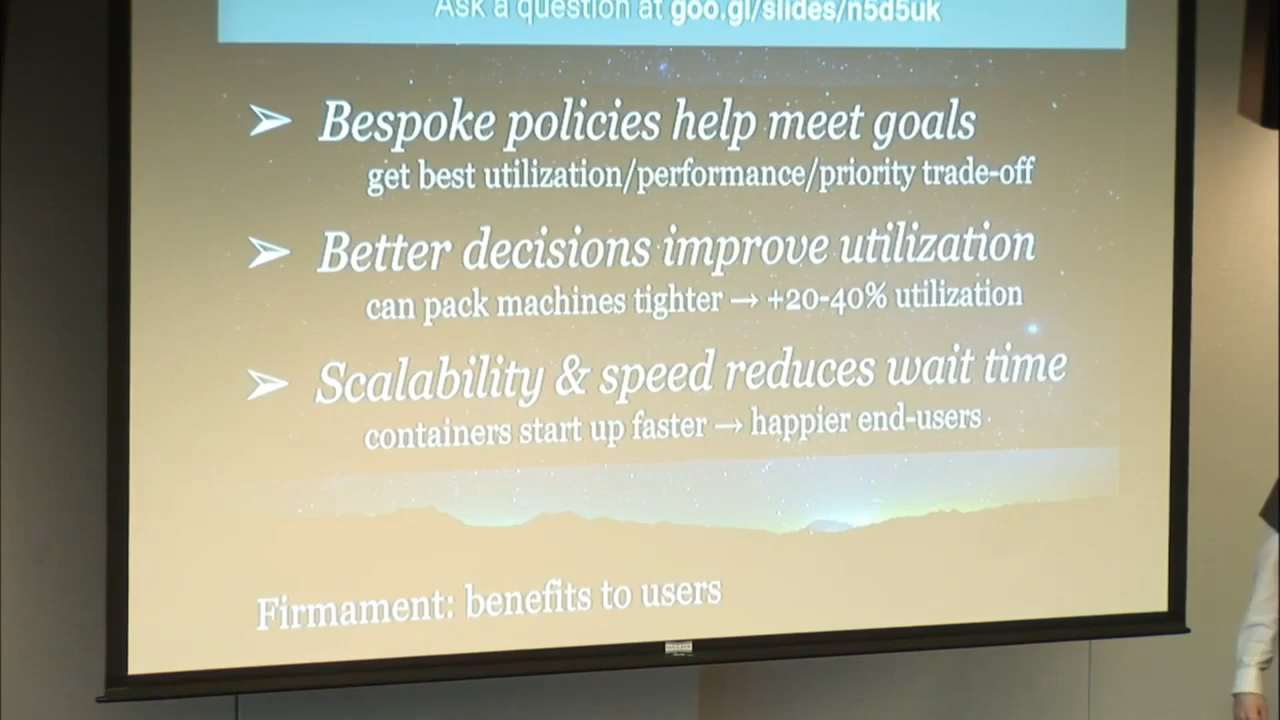 Ask a question at goo.gl/slides/n5d5uk
➢ Bespoke policies help meet goals
get best utilization/performance/priority trade-off
➢ Better decisions improve utilization
can pack machines tighter → +20-40% utilization
➢ Scalability & speed reduces wait time
containers start up faster → happier end-users
Firmament: benefits to users